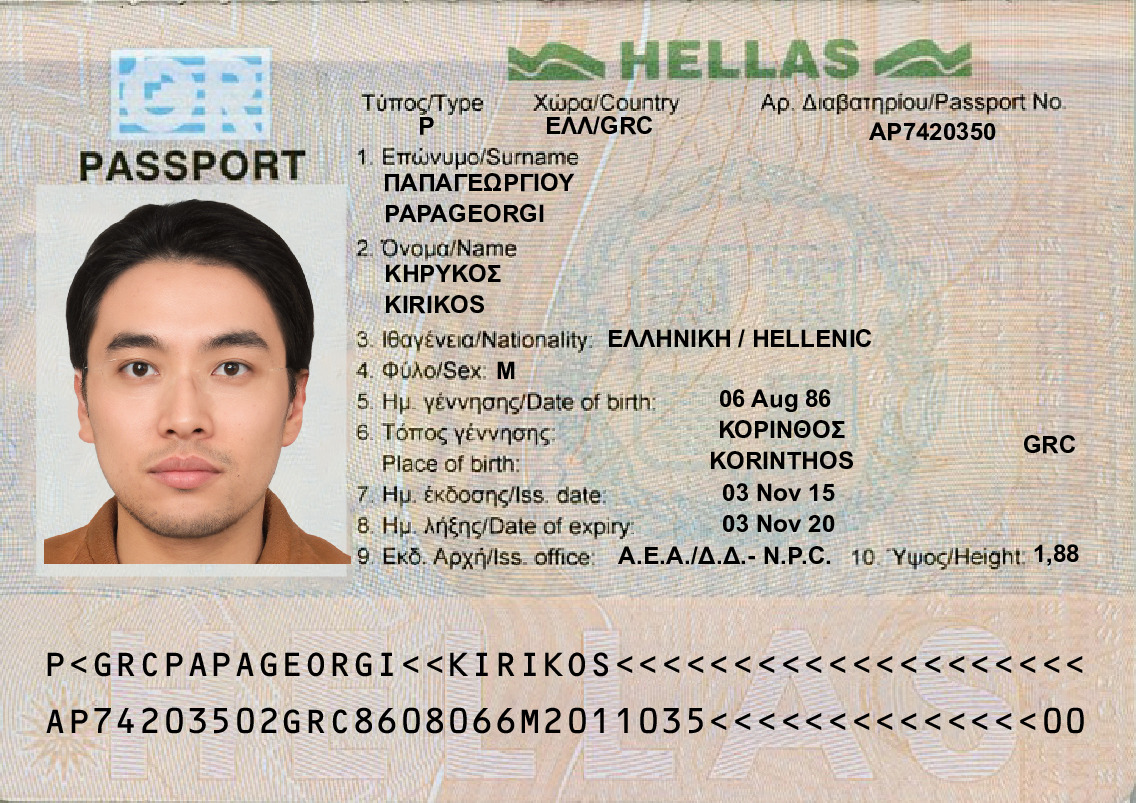 GR
PASSPORT
HELLAS
Τύπος/Type Χώρα/Country Αρ. Διαβατηρίου/Passport No.
P ΕΛΛ/GRC AP7420350
1. Επώνυμο/Surname
ΠΑΠΑΓΕΩΡΓΙΟΥ
PAPAGEORGI
2. Όνομα/Name
ΚΗΡΥΚΟΣ
KIRIKOS
3. Ιθαγένεια/Nationality: ΕΛΛΗΝΙΚΗ / HELLENIC
4. Φύλο/Sex: M
5. Ημ. γέννησης/Date of birth: 06 Aug 86
6. Τόπος γέννησης: ΚΟΡΙΝΘΟΣ
Place of birth: KORINTHOS GRC
7. Ημ. έκδοσης/Iss. date: 03 Nov 15
8. Ημ. λήξης/Date of expiry: 03 Nov 20
9 Εκδ. Αρχή/Iss. office: Α.Ε.Α./Δ.Δ.- N.P.C. 10. Ύψος/Height: 1,88
HELLAS
P<GRCPAPAGEORGI<<KIRIKOS<<<<<<<<<<<<<<<<<<<<
AP74203502GRC8608066M2011035<<<<<<<<<<<<<<00